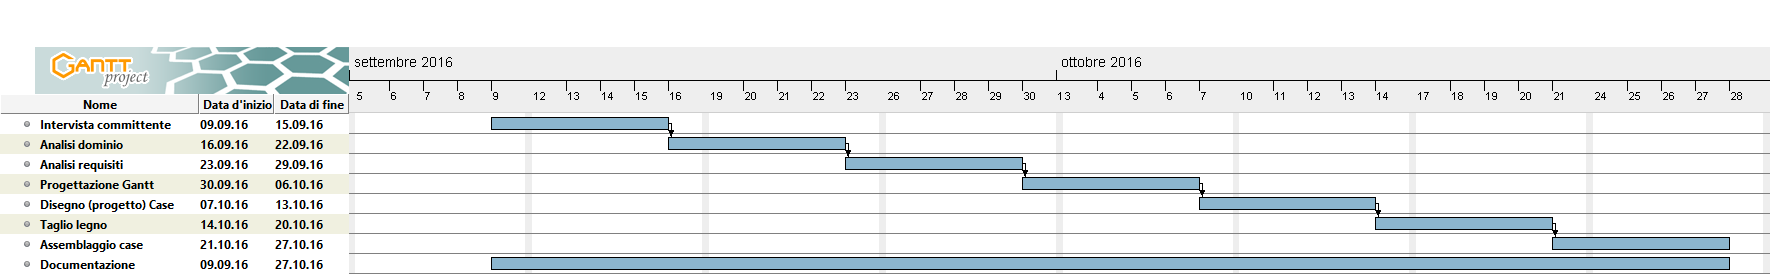 GANTT
project
settembre 2016 ottobre 2016
5 6 7 8 9 12 13 14 15 16 19 20 21 22 23 26 27 28 29 30 13 4 5 6 7 10 11 12 13 14 17 18 19 20 21 24 25 26 27 28
Nome Data d'inizio Data di fine
Intervista committente 09.09.16 15.09.16
Analisi dominio 16.09.16 22.09.16
Analisi requisiti 23.09.16 29.09.16
Progettazione Gantt 30.09.16 06.10.16
Disegno (progetto) Case 07.10.16 13.10.16
Taglio legno 14.10.16 20.10.16
Assemblaggio case 21.10.16 27.10.16
Documentazione 09.09.16 27.10.16